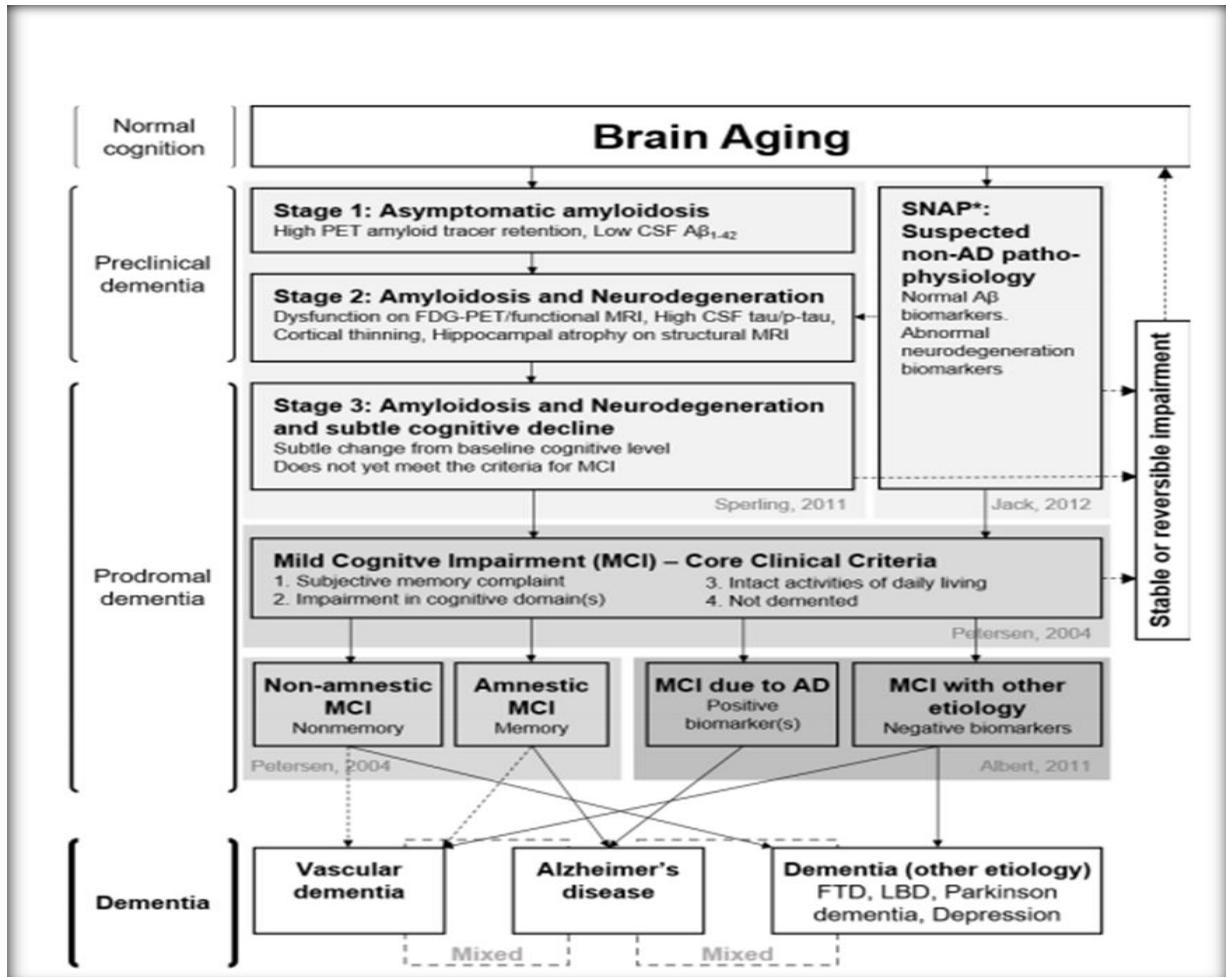 Normal
cognition
Brain Aging
Preclinical
dementia
Stage 1: Asymptomatic amyloidosis
High PET amyloid tracer retention, Low CSF Aβ1-42
Stage 2: Amyloidosis and Neurodegeneration
Dysfunction on FDG-PET/functional MRI, High CSF tau/p-tau,
Cortical thinning, Hippocampal atrophy on structural MRI
SNAP*:
Suspected
non-AD patho-
physiology
Normal Aβ
biomarkers.
Abnormal
neurodegeneration
biomarkers
Stable or reversible impairment
Prodromal
dementia
Stage 3: Amyloidosis and Neurodegeneration
and subtle cognitive decline
Subtle change from baseline cognitive level
Does not yet meet the criteria for MCI
Sperling, 2011
Jack, 2012
Mild Cognitve Impairment (MCI) – Core Clinical Criteria
1. Subjective memory complaint
2. Impairment in cognitive domain(s)
3. Intact activities of daily living
4. Not demented
Petersen, 2004
Non-amnestic
MCI
Nonmemory
Amnestic
MCI
Memory
MCI due to AD
Positive
biomarker(s)
MCI with other
etiology
Negative biomarkers
Petersen, 2004
Albert, 2011
Dementia
Vascular
dementia
Alzheimer's
disease
Dementia (other etiology)
FTD, LBD, Parkinson
dementia, Depression
Mixed
Mixed